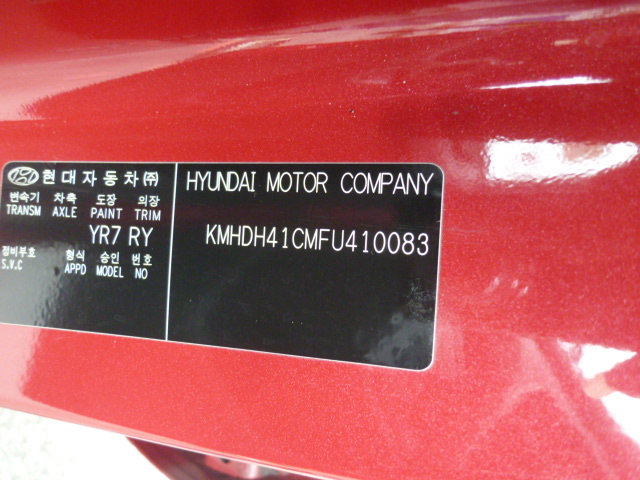 현대자동차㈜
변속기 차축 도장 의장
TRANSM AXLE PAINT TRIM
YR7 RY
정비부호 형식 승인 번호
S.V.C APPD MODEL NO
HYUNDAI MOTOR COMPANY
KMHDH41CMFU410083